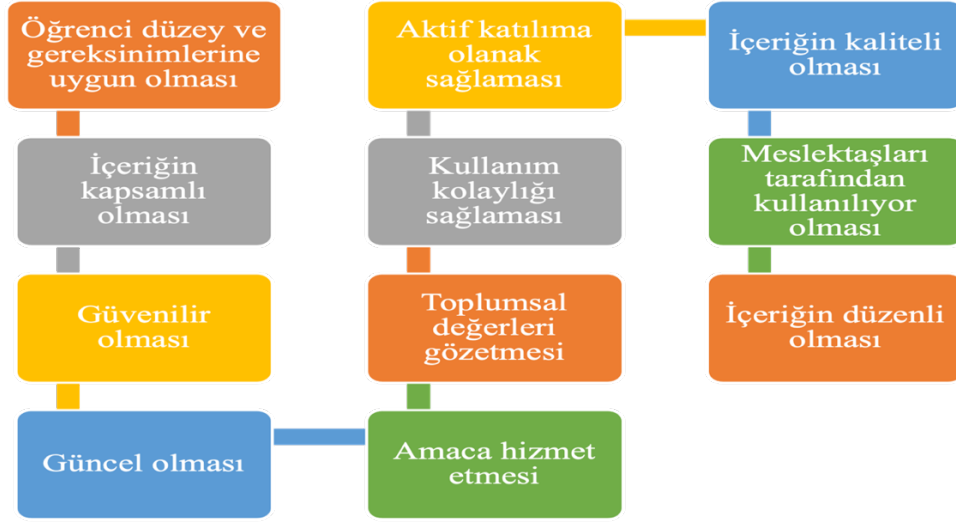 Öğrenci düzey ve
gereksinimlerine
uygun olması
İçeriğin
kapsamlı
olması
Güvenilir
olması
Güncel olması
Amaca hizmet
etmesi
Toplumsal
değerleri
gözetmesi
Kullanım
kolaylığı
sağlaması
Aktif katılıma
olanak
sağlaması
İçeriğin kaliteli
olması
Meslektaşları
tarafından
kullanılıyor
olması
İçeriğin düzenli
olması